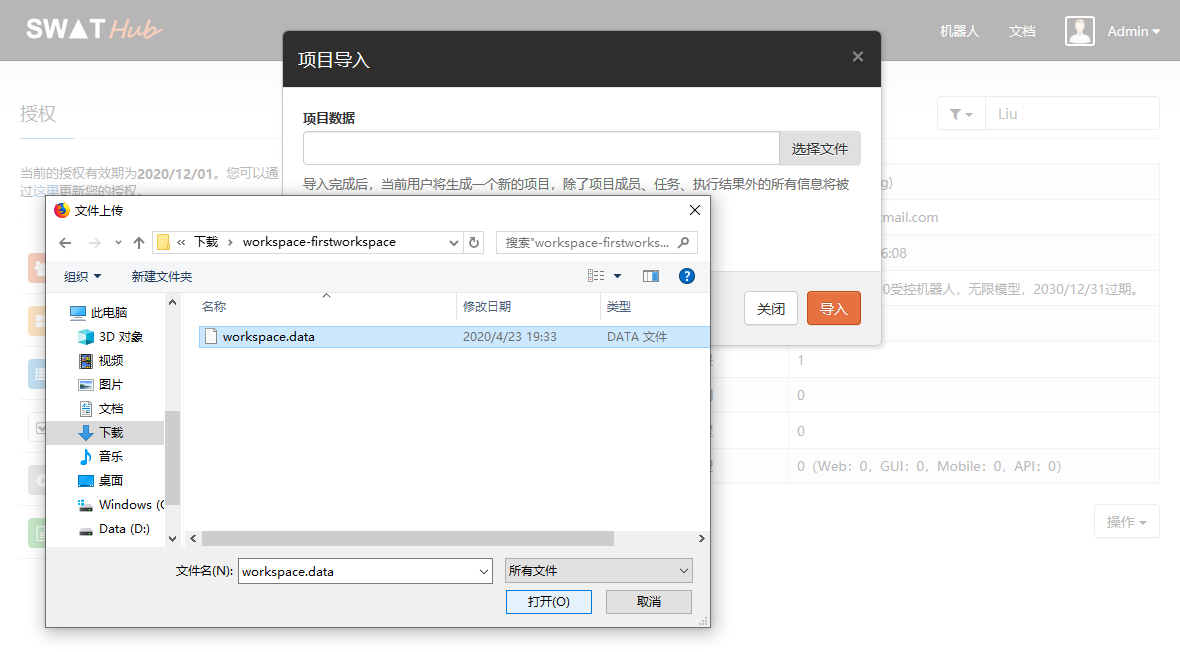 SWAT Hub
机器人 文档 Admin
项目导入 ×
授权
Liu
项目数据
选择文件
当前的授权有效期为2020/12/01。您可以通
过这里更新您的授权。
导入完成后，当前用户将生成一个新的项目，除了项目成员、任务、执行结果外的所有信息将被
g)
mail.com
6:08
0受控机器人，无限模型，2030/12/31过期。
关闭 导入
1
0
0
0（Web：0，GUI：0，Mobile：0，API：0）
操作
文件上传
« 下载 › workspace-firstworkspace
搜索"workspace-firstworks...
组织 新建文件夹
名称 修改日期 类型
workspace.data 2020/4/23 19:33 DATA 文件
此电脑
3D 对象
视频
图片
文档
下载
音乐
桌面
Windows (C
Data (D:)
文件名(N): workspace.data 所有文件
打开(O) 取消